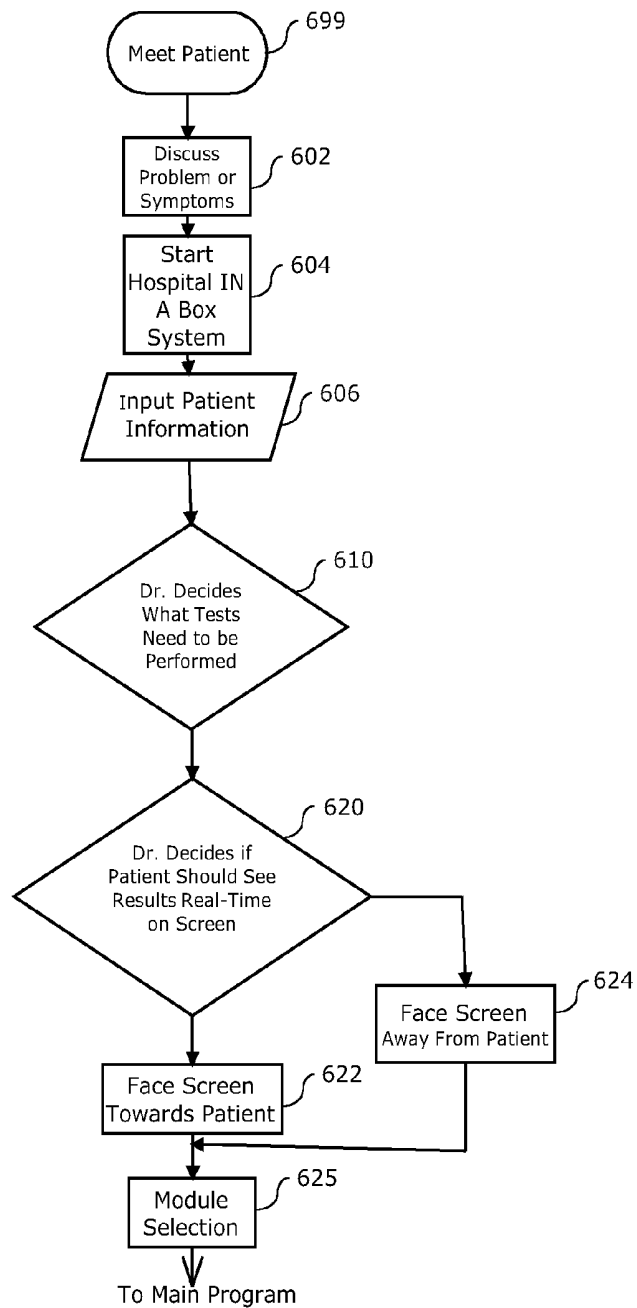 Meet Patient
699
Discuss
Problem or
Symptoms
602
Start
Hospital IN
A Box
System
604
Input Patient
Information
606
Dr. Decides
What Tests
Need to be
Performed
610
Dr. Decides if
Patient Should See
Results Real-Time
on Screen
620
Face Screen
Away From Patient
624
Face Screen
Towards Patient
622
Module
Selection
625
To Main Program